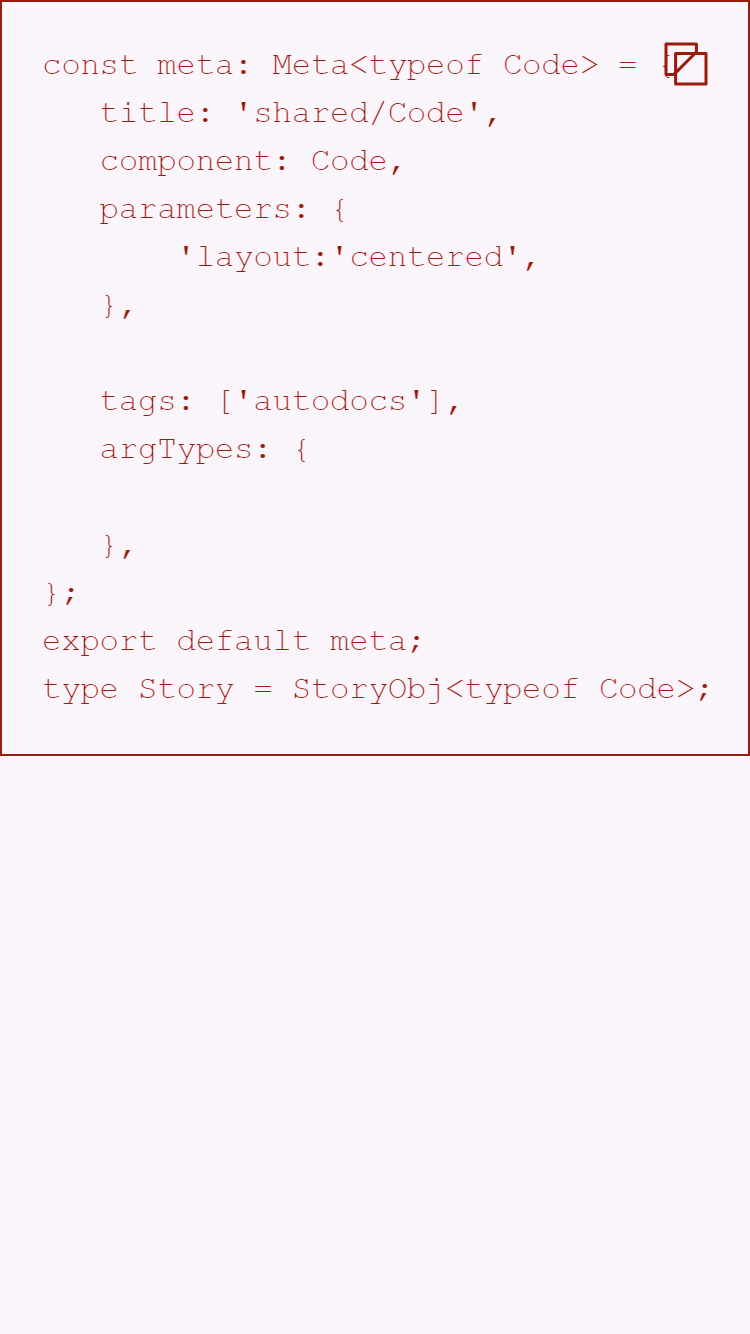 const meta: Meta<typeof Code> = {
   title: 'shared/Code',
   component: Code,
   parameters: {
       'layout:'centered',
   },

   tags: ['autodocs'],
   argTypes: {

   },
};
export default meta;
type Story = StoryObj<typeof Code>;